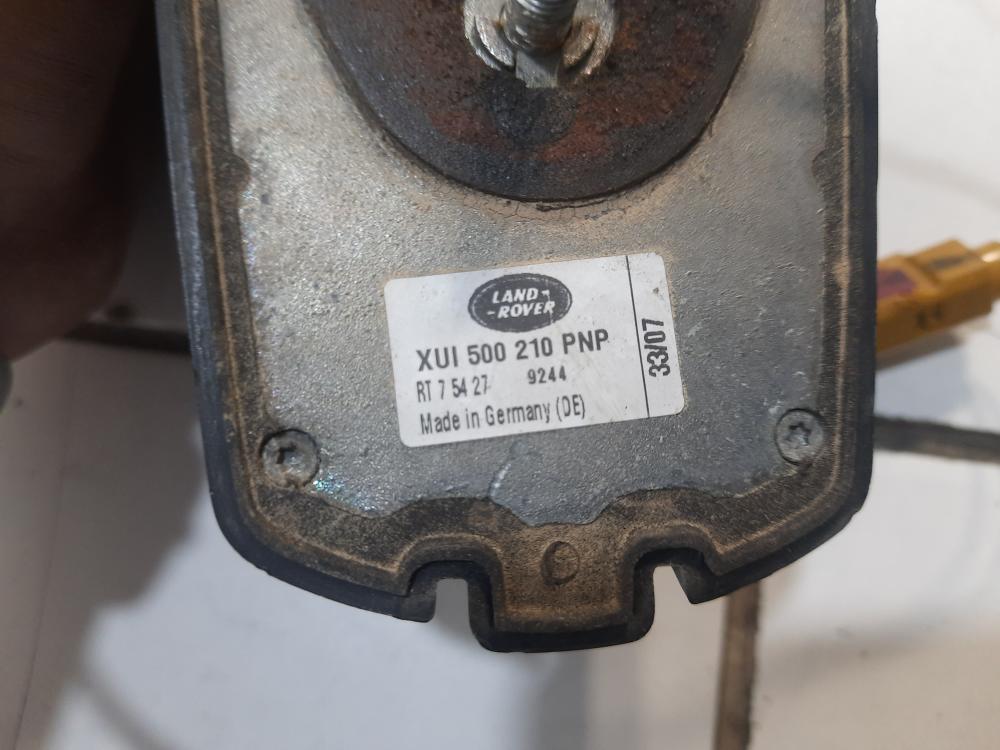 LAND-
-ROVER
XUI 500 210 PNP
RT 7 54 27 9244
Made in Germany (DE)
33/07